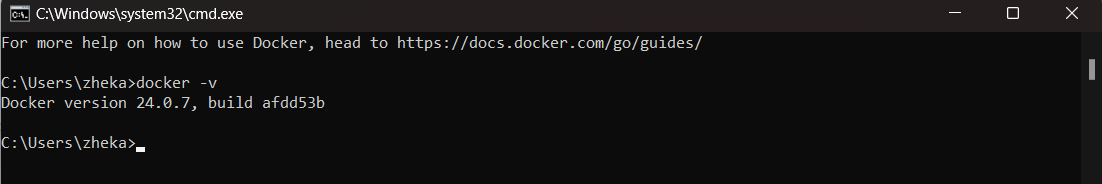 C:\Windows\system32\cmd.exe
For more help on how to use Docker, head to https://docs.docker.com/go/guides/
C:\Users\zheka>docker -v
Docker version 24.0.7, build afdd53b
C:\Users\zheka>